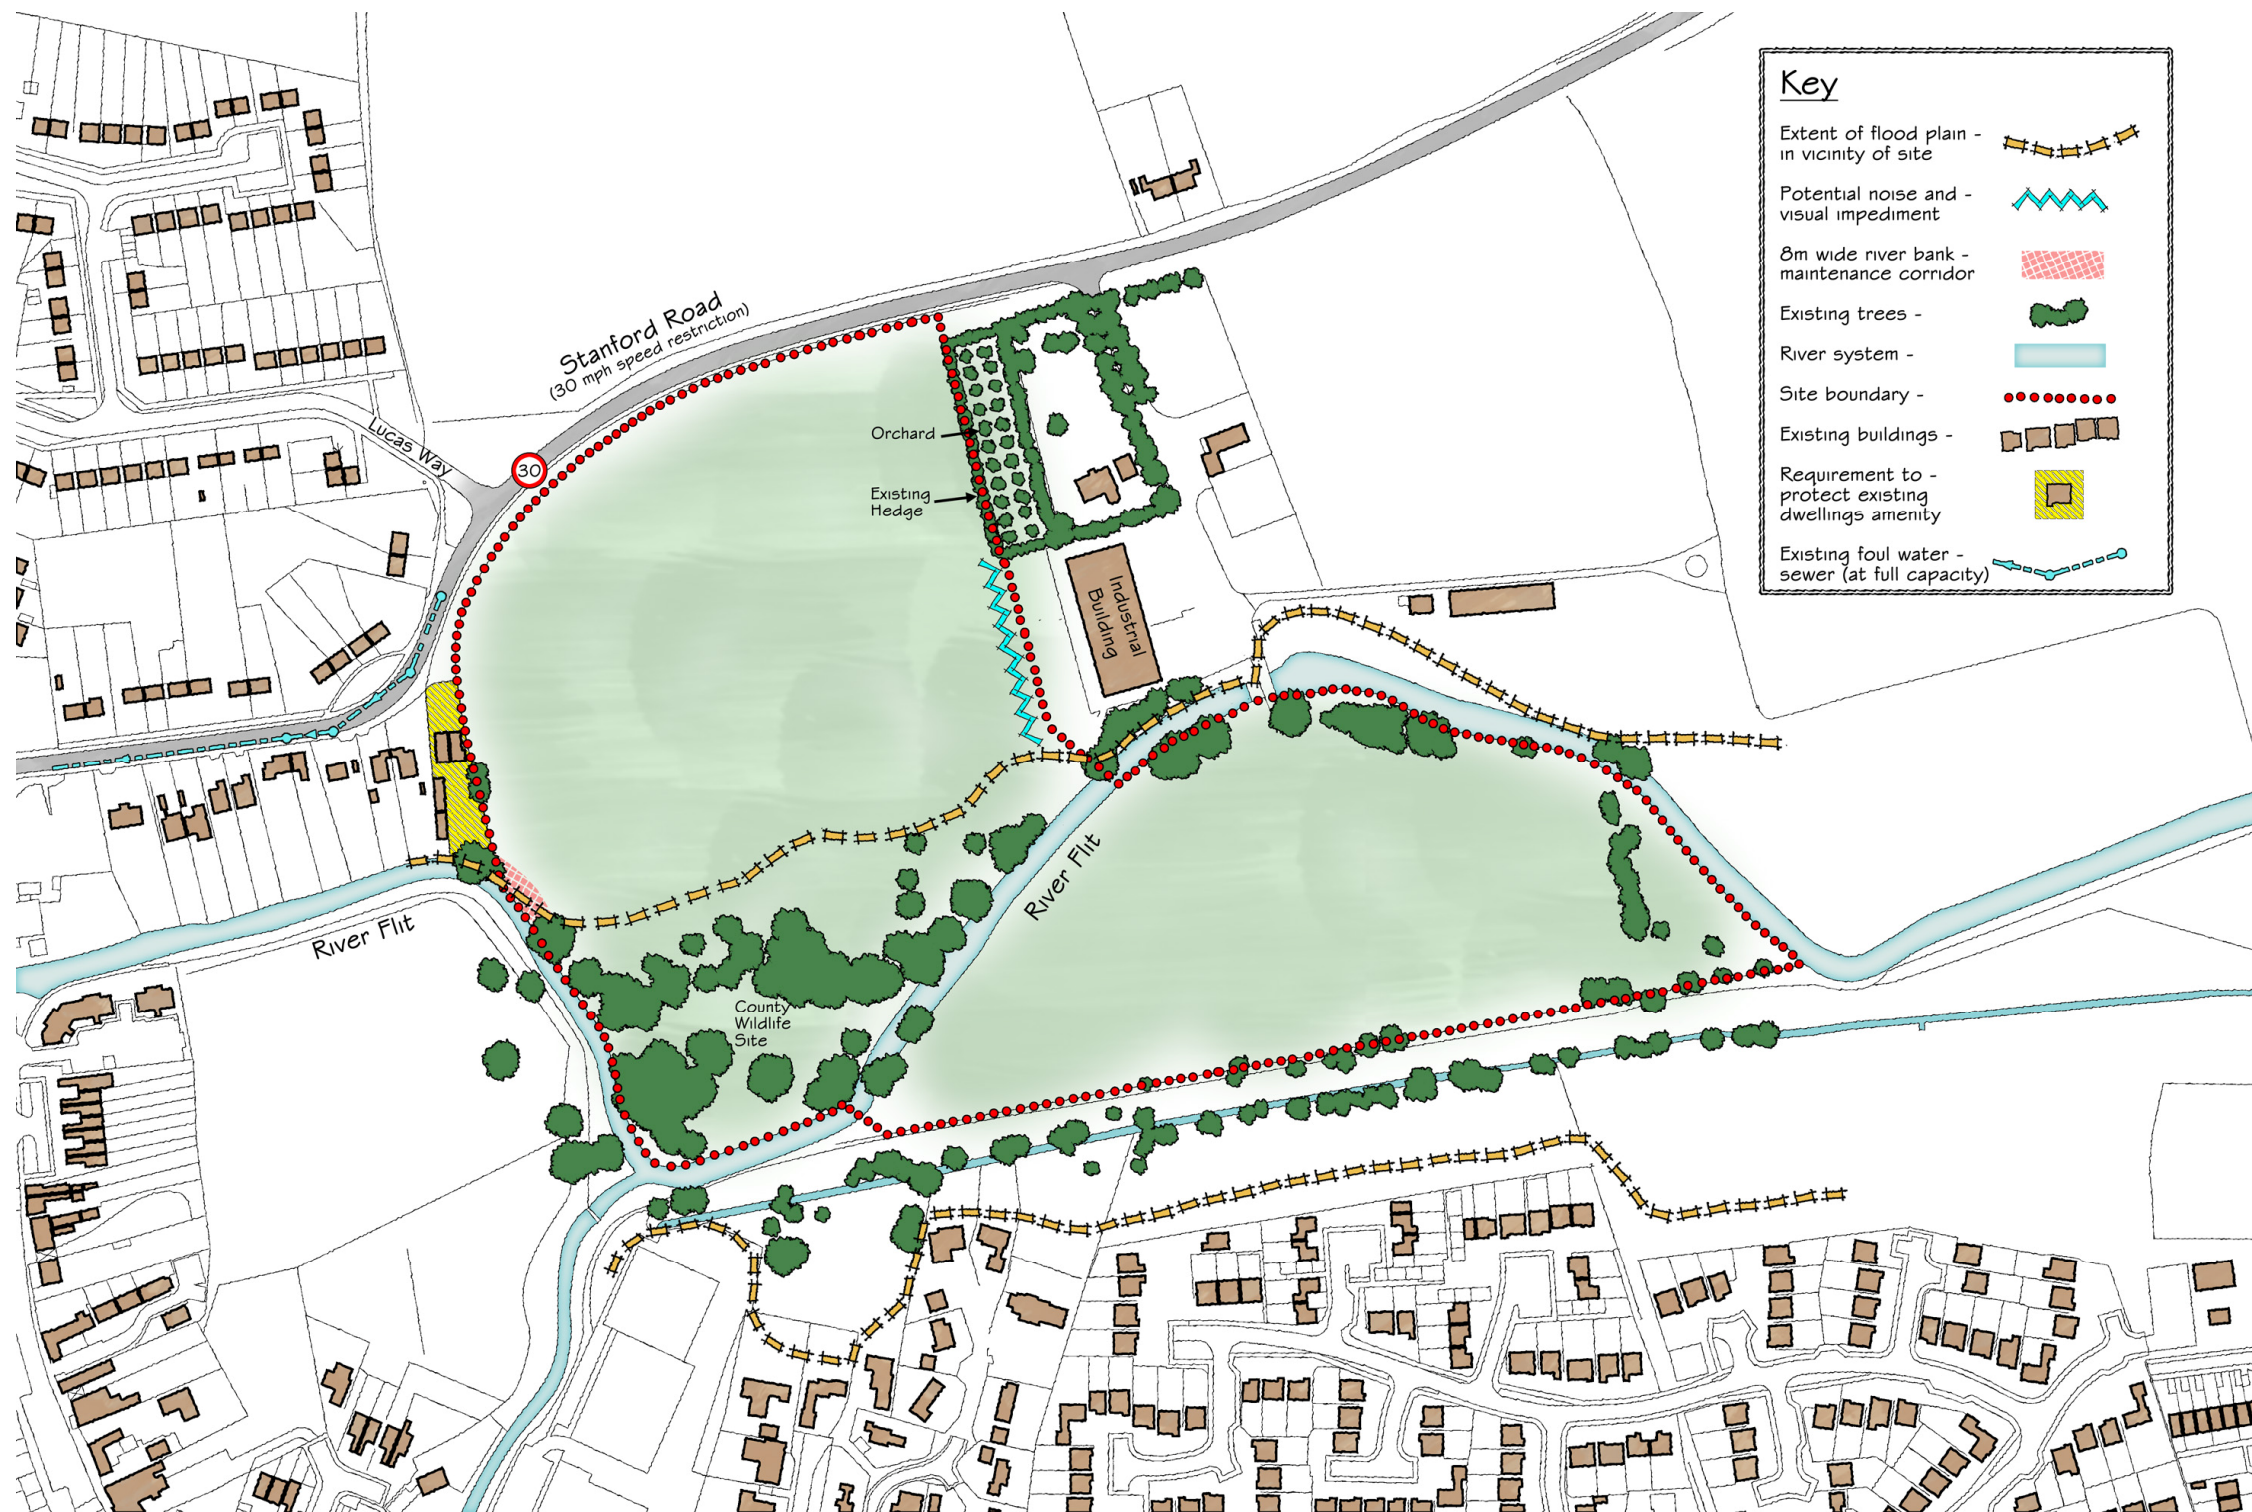 Key
Extent of flood plain -
in vicinity of site
Potential noise and -
visual impediment
8m wide river bank -
maintenance corridor
Existing trees -
River system -
Site boundary -
Existing buildings -
Requirement to -
protect existing
dwellings amenity
Existing foul water -
sewer (at full capacity)
Stanford Road
(30 mph speed restriction)
Lucas Way
30
Orchard
Existing
Hedge
Industrial
Building
River Flit
River Flit
County
Wildlife
Site